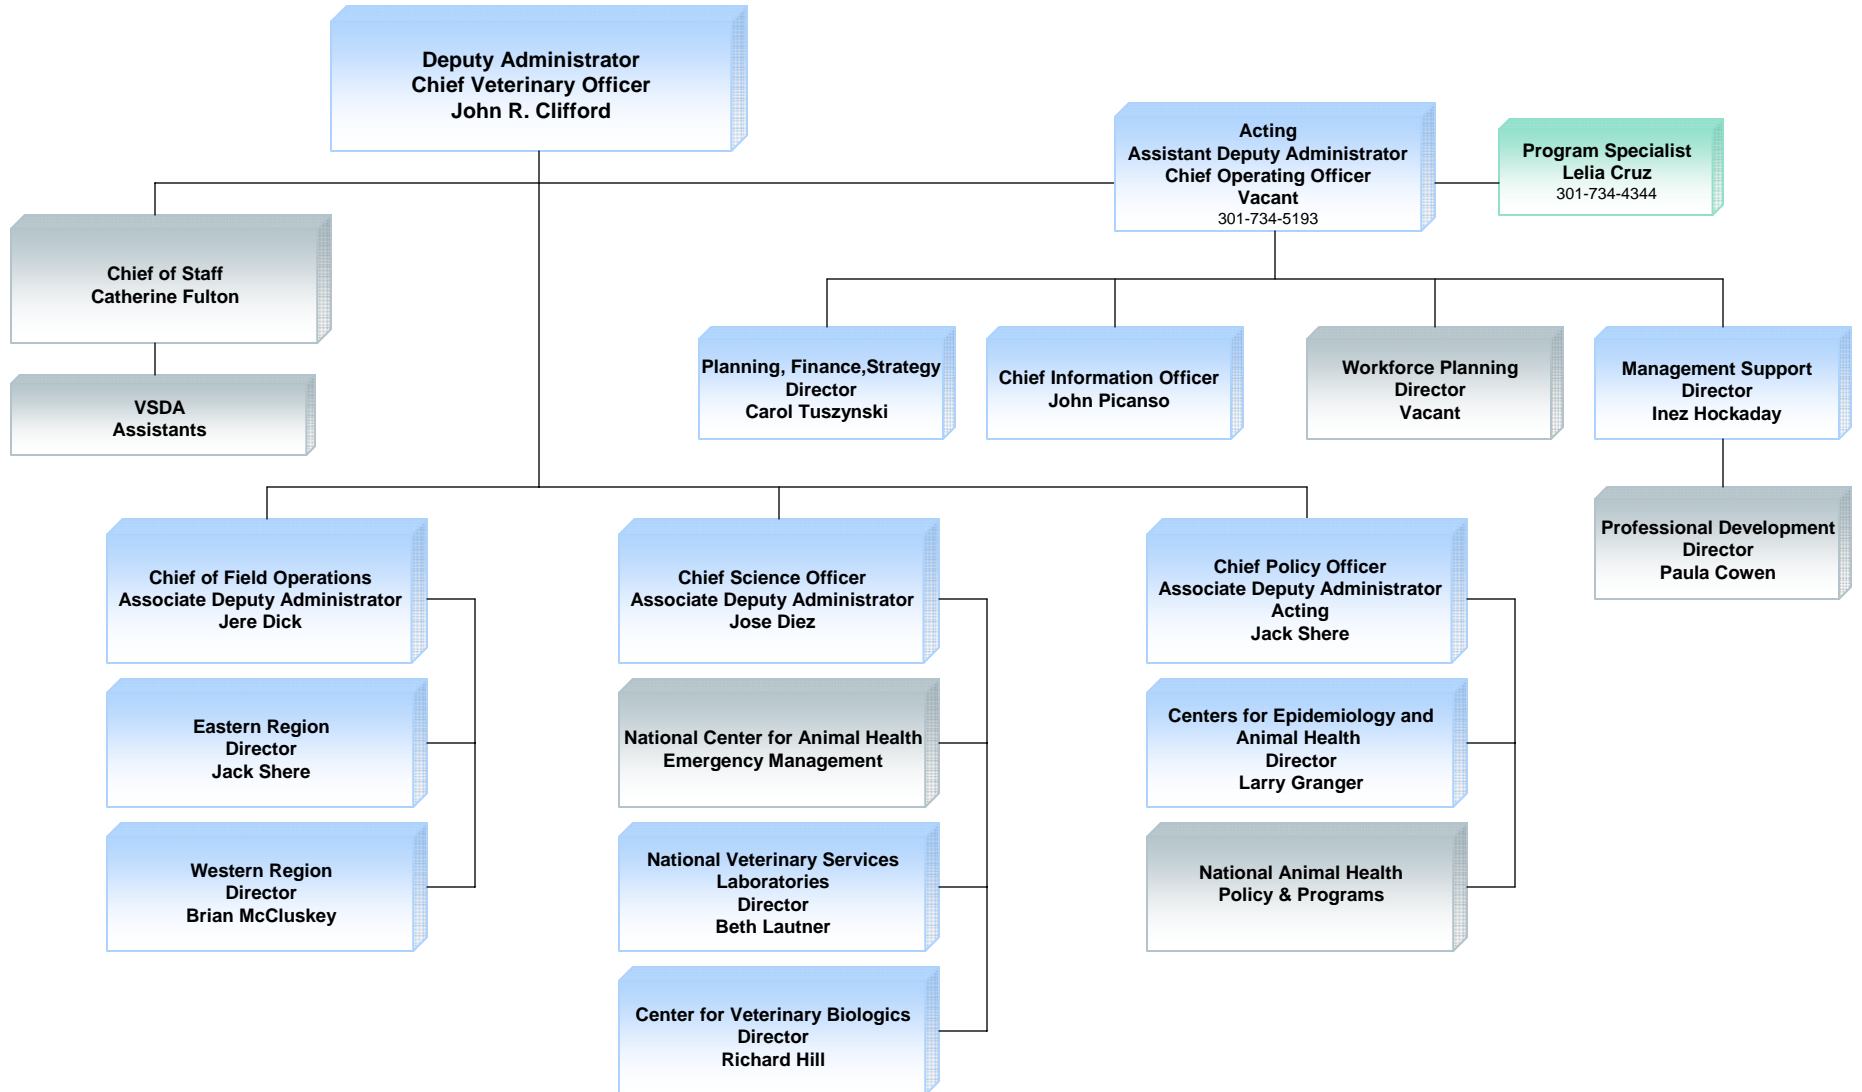 Deputy Administrator
Chief Veterinary Officer
John R. Clifford
Acting
Assistant Deputy Administrator
Chief Operating Officer
Vacant
301-734-5193
Program Specialist
Lelia Cruz
301-734-4344
Chief of Staff
Catherine Fulton
VSDA
Assistants
Planning, Finance,Strategy
Director
Carol Tuszynski
Chief Information Officer
John Picanso
Workforce Planning
Director
Vacant
Management Support
Director
Inez Hockaday
Professional Development
Director
Paula Cowen
Chief of Field Operations
Associate Deputy Administrator
Jere Dick
Eastern Region
Director
Jack Shere
Western Region
Director
Brian McCluskey
Chief Science Officer
Associate Deputy Administrator
Jose Diez
National Center for Animal Health
Emergency Management
National Veterinary Services
Laboratories
Director
Beth Lautner
Center for Veterinary Biologics
Director
Richard Hill
Chief Policy Officer
Associate Deputy Administrator
Acting
Jack Shere
Centers for Epidemiology and
Animal Health
Director
Larry Granger
National Animal Health
Policy & Programs